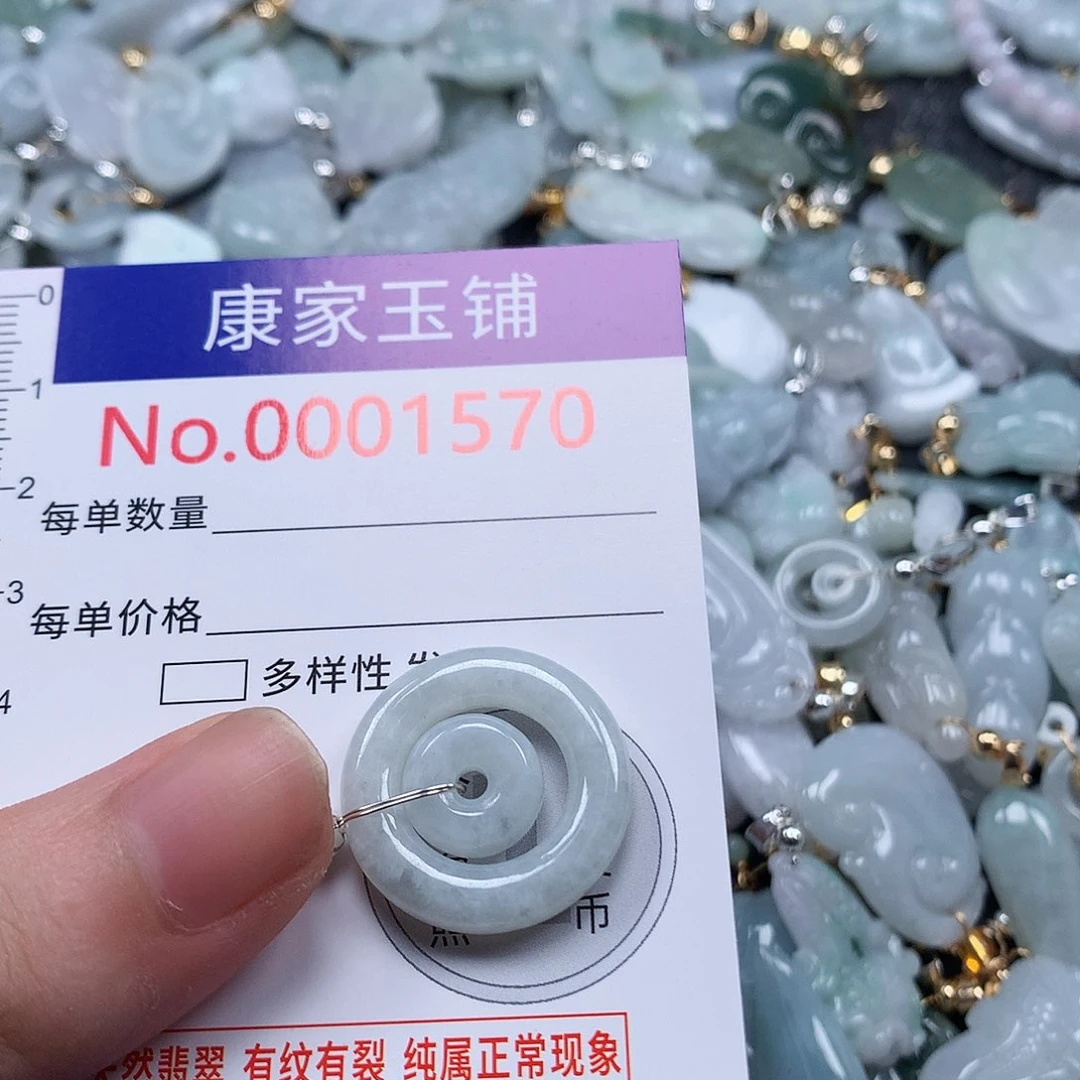 康家玉铺
No.0001570
0
1
2
每单数量
3
每单价格
4
多样性
币
然翡翠 有纹有裂 纯属正常现象